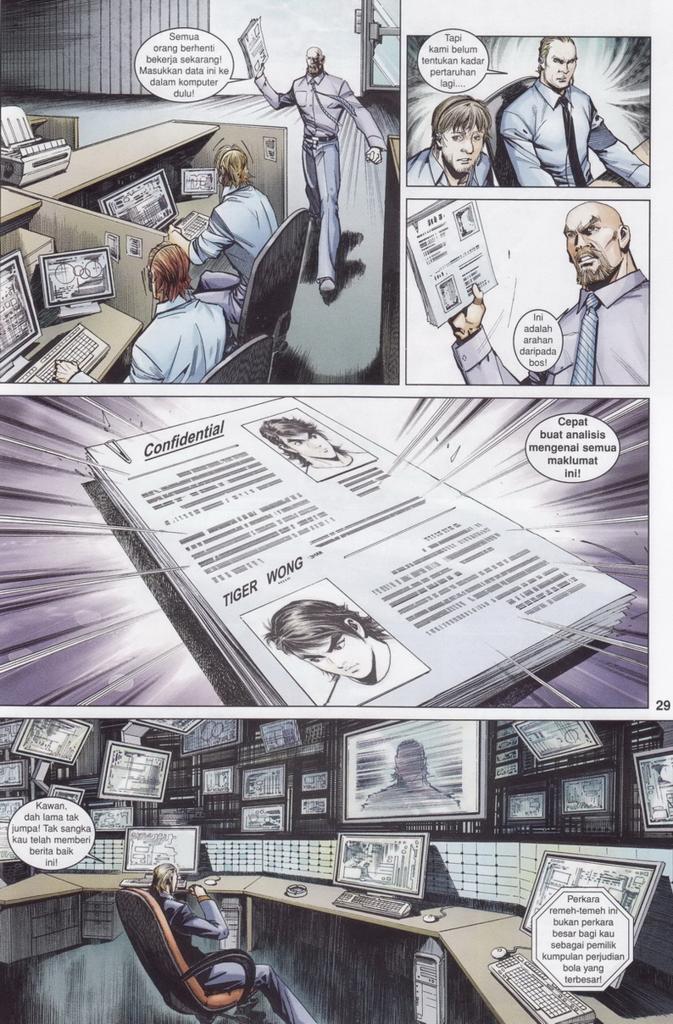 Semua
orang berhenti
bekerja sekarang!
Masukkan data ini ke
dalam komputer
dulu!
Tapi
kami belum
tentukan kadar
pertaruhan
lagi....
Ini
adalah
arahan
daripada
bos!
Cepat
buat analisis
mengenai semua
maklumat
ini!
Confidential
TIGER WONG
29
Kawan,
dah lama tak
jumpa! Tak sangka
kau telah memberi
berita baik
ini!
Perkara
remeh-temeh ini
bukan perkara
besar bagi kau
sebagai pemilik
kumpulan perjudian
bola yang
terbesar!